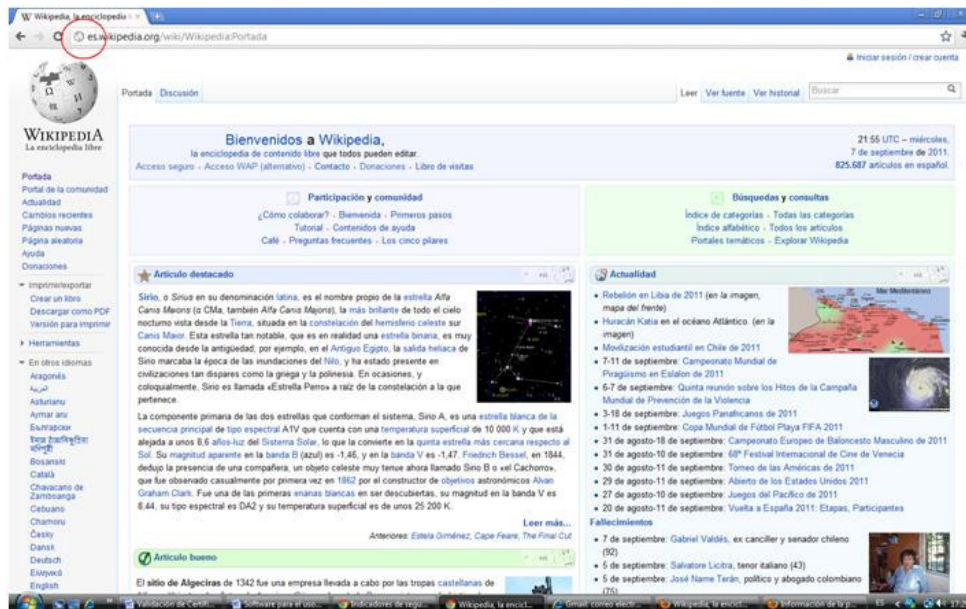 Wikipedia, la enciclopedia l
es.wikipedia.org/wiki/Wikipedia:Portada
Iniciar sesión / crear cuenta
Portada Discusión
Leer Ver fuente Ver historial Buscar
WIKIPEDIA
La enciclopedia libre
Portada
Portal de la comunidad
Actualidad
Cambios recientes
Páginas nuevas
Página aleatoria
Ayuda
Donaciones
Imprimir/exportar
Crear un libro
Descargar como PDF
Versión para imprimir
Herramientas
En otros idiomas
Aragonés
العربية
Asturianu
Aymar aru
Български
Bosanski
Català
Chavacano de
Zamboanga
Cebuano
Chamoru
Česky
Dansk
Deutsch
Ελληνικά
English
Bienvenidos a Wikipedia,
la enciclopedia de contenido libre que todos pueden editar.
Acceso seguro - Acceso WAP (alternativo) - Contacto - Donaciones - Libro de visitas
21:55 UTC – miércoles,
7 de septiembre de 2011.
825.687 artículos en español.
Participación y comunidad
¿Cómo colaborar? - Bienvenida - Primeros pasos
Tutorial - Contenidos de ayuda
Café - Preguntas frecuentes - Los cinco pilares
Búsquedas y consultas
Índice de categorías - Todas las categorías
Índice alfabético - Todos los artículos
Portales temáticos - Explorar Wikipedia
Artículo destacado
Sirio, o Sirius en su denominación latina, es el nombre propio de la estrella Alfa
Canis Maioris (α CMa, también Alfa Canis Majoris), la más brillante de todo el cielo
nocturno vista desde la Tierra, situada en la constelación del hemisferio celeste sur
Canis Maior. Esta estrella tan notable, que es en realidad una estrella binaria, es muy
conocida desde la antigüedad; por ejemplo, en el Antiguo Egipto, la salida heliaca de
Sirio marcaba la época de las inundaciones del Nilo, y ha estado presente en
civilizaciones tan dispares como la griega y la polinesia. En ocasiones, y
coloquialmente, Sirio es llamada «Estrella Perro» a raíz de la constelación a la que
pertenece.
La componente primaria de las dos estrellas que conforman el sistema, Sirio A, es una estrella blanca de la
secuencia principal de tipo espectral A1V que cuenta con una temperatura superficial de 10 000 K y que está
alejada a unos 8,6 años-luz del Sistema Solar, lo que la convierte en la quinta estrella más cercana respecto al
Sol. Su magnitud aparente en la banda B (azul) es -1,46, y en la banda V es -1,47. Friedrich Bessel, en 1844,
dedujo la presencia de una compañera, un objeto celeste muy tenue ahora llamado Sirio B o «el Cachorro»,
que fue observado casualmente por primera vez en 1862 por el constructor de objetivos astronómicos Alvan
Graham Clark. Fue una de las primeras enanas blancas en ser descubiertas, su magnitud en la banda V es
8,44, su tipo espectral es DA2 y su temperatura superficial es de unos 25 200 K.
Leer más...
Anteriores: Estela Giménez, Cape Feare, The Final Cut
Artículo bueno
El sitio de Algeciras de 1342 fue una empresa llevada a cabo por las tropas castellanas de
Actualidad
Rebelión en Libia de 2011 (en la imagen,
mapa del frente)
Huracán Katia en el océano Atlántico. (en la
imagen)
Movilización estudiantil en Chile de 2011
7-11 de septiembre: Campeonato Mundial de
Piragüismo en Eslalon de 2011
6-7 de septiembre: Quinta reunión sobre los Hitos de la Campaña
Mundial de Prevención de la Violencia
3-18 de septiembre: Juegos Panafricanos de 2011
1-11 de septiembre: Copa Mundial de Fútbol Playa FIFA 2011
31 de agosto-18 de septiembre: Campeonato Europeo de Baloncesto Masculino de 2011
31 de agosto-10 de septiembre: 68º Festival Internacional de Cine de Venecia
30 de agosto-11 de septiembre: Torneo de las Américas de 2011
29 de agosto-11 de septiembre: Abierto de los Estados Unidos 2011
27 de agosto-10 de septiembre: Juegos del Pacífico de 2011
20 de agosto-11 de septiembre: Vuelta a España 2011: Etapas, Participantes
Mar Mediterráneo
Fallecimientos
7 de septiembre: Gabriel Valdés, ex canciller y senador chileno
(92)
5 de septiembre: Salvatore Licitra, tenor italiano (43)
5 de septiembre: José Name Terán, político y abogado colombiano
(75)
Validación de Certifi... Software para el uso... Indicadores de segu... Wikipedia, la encicl... Gmail: correo electr... Wikipedia, la encicl... Información de la p... ES